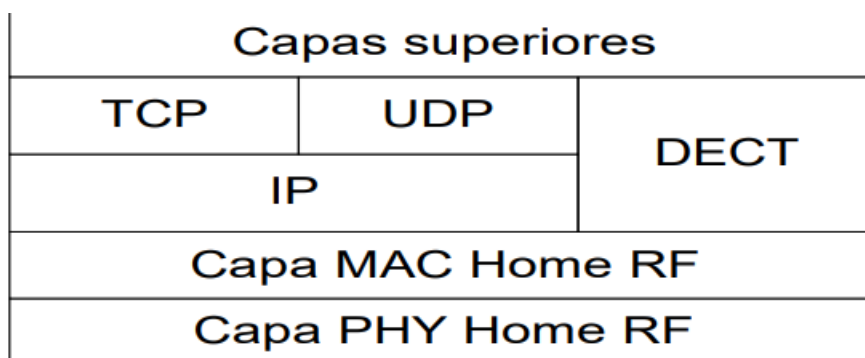 Capas superiores
TCP
UDP
DECT
IP
Capa MAC Home RF
Capa PHY Home RF